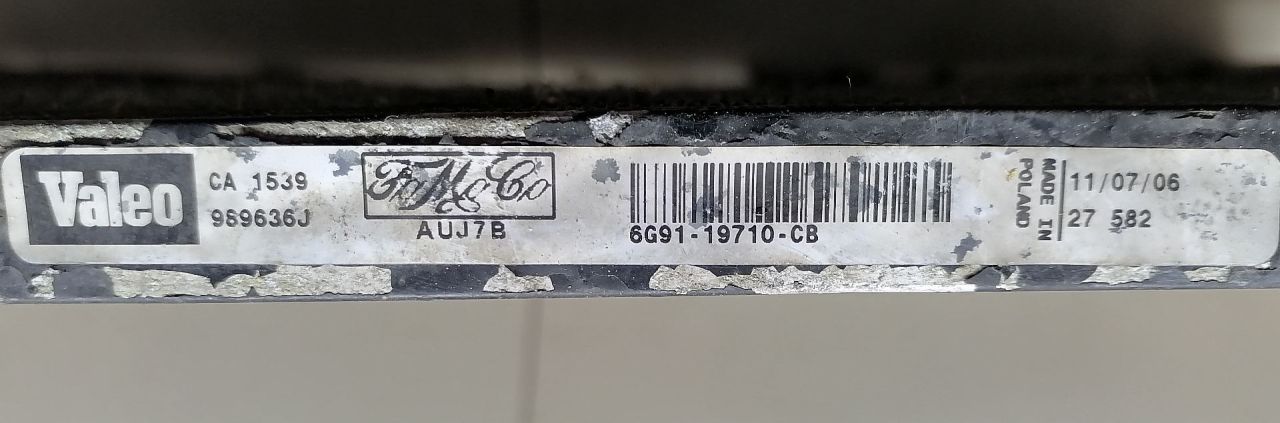 Valeo
CA 1539
989636J
FoMoCo
AUJ7B
6G91-19710-CB
MADE IN
POLAND
11/07/06
27 582